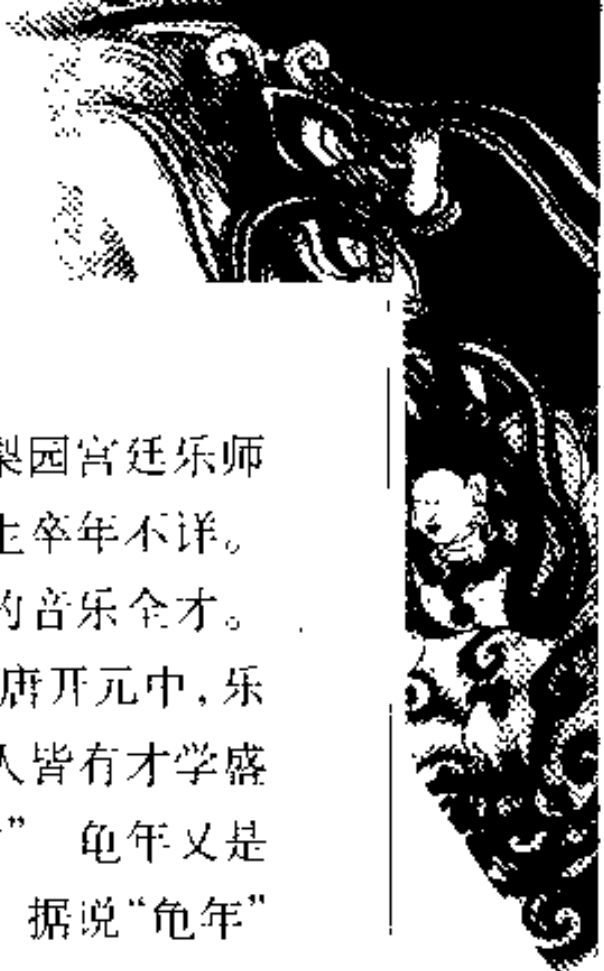 梨园宫廷乐师
生卒年不详。
的音乐全才。
唐开元中，乐
人皆有才学盛
” 龟年又是
据说“龟年”